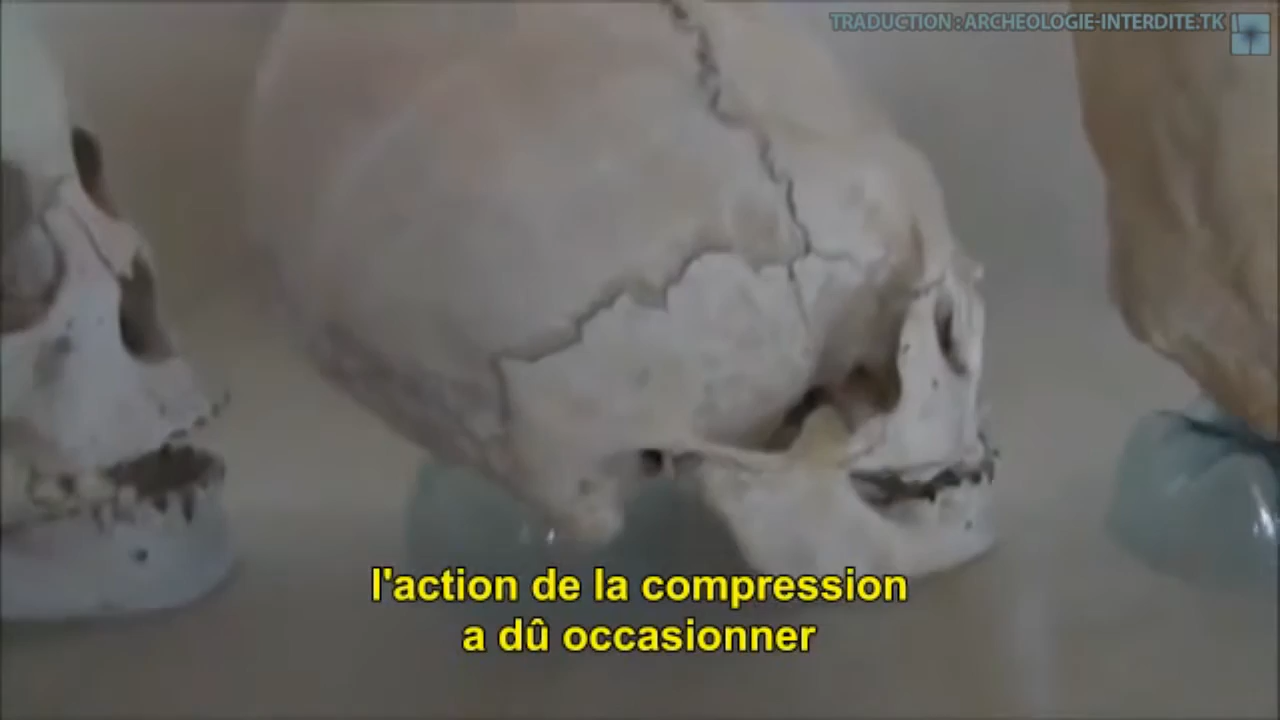 TRADUCTION : ARCHEOLOGIE-INTERDITE.TK
l'action de la compression
a dû occasionner